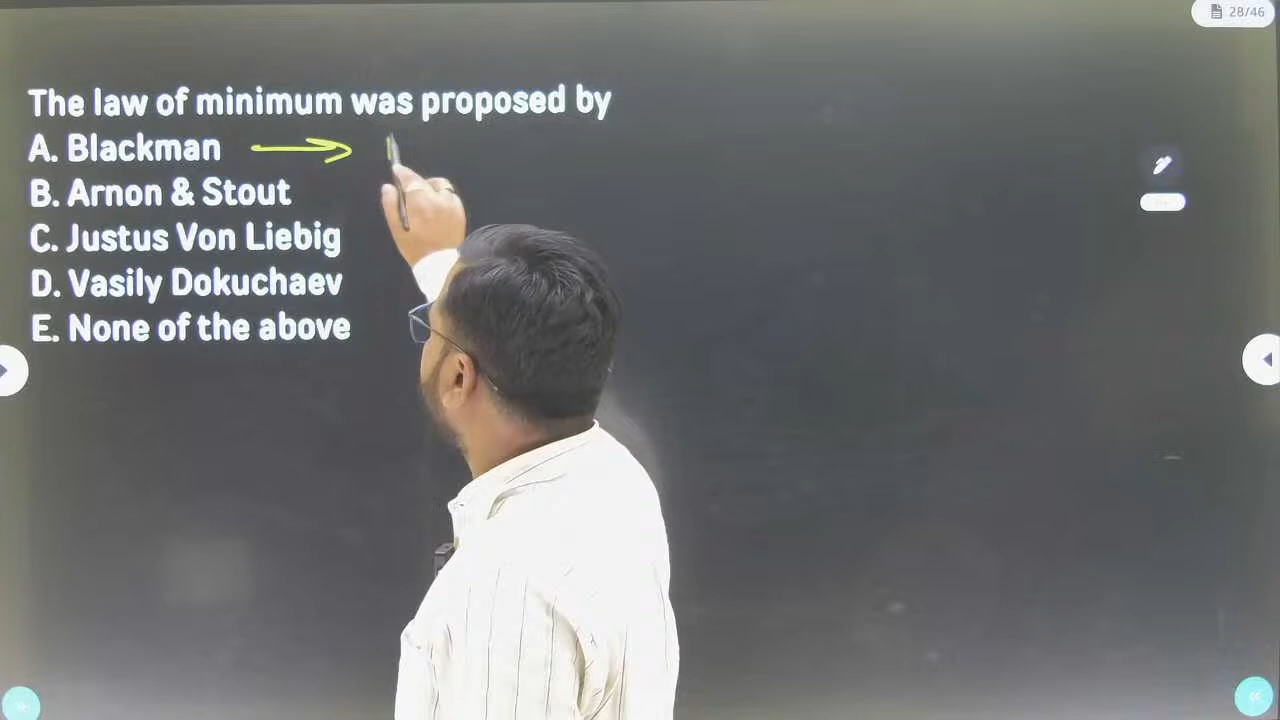 28/46
The law of minimum was proposed by
A. Blackman
B. Arnon & Stout
C. Justus Von Liebig
D. Vasily Dokuchaev
E. None of the above